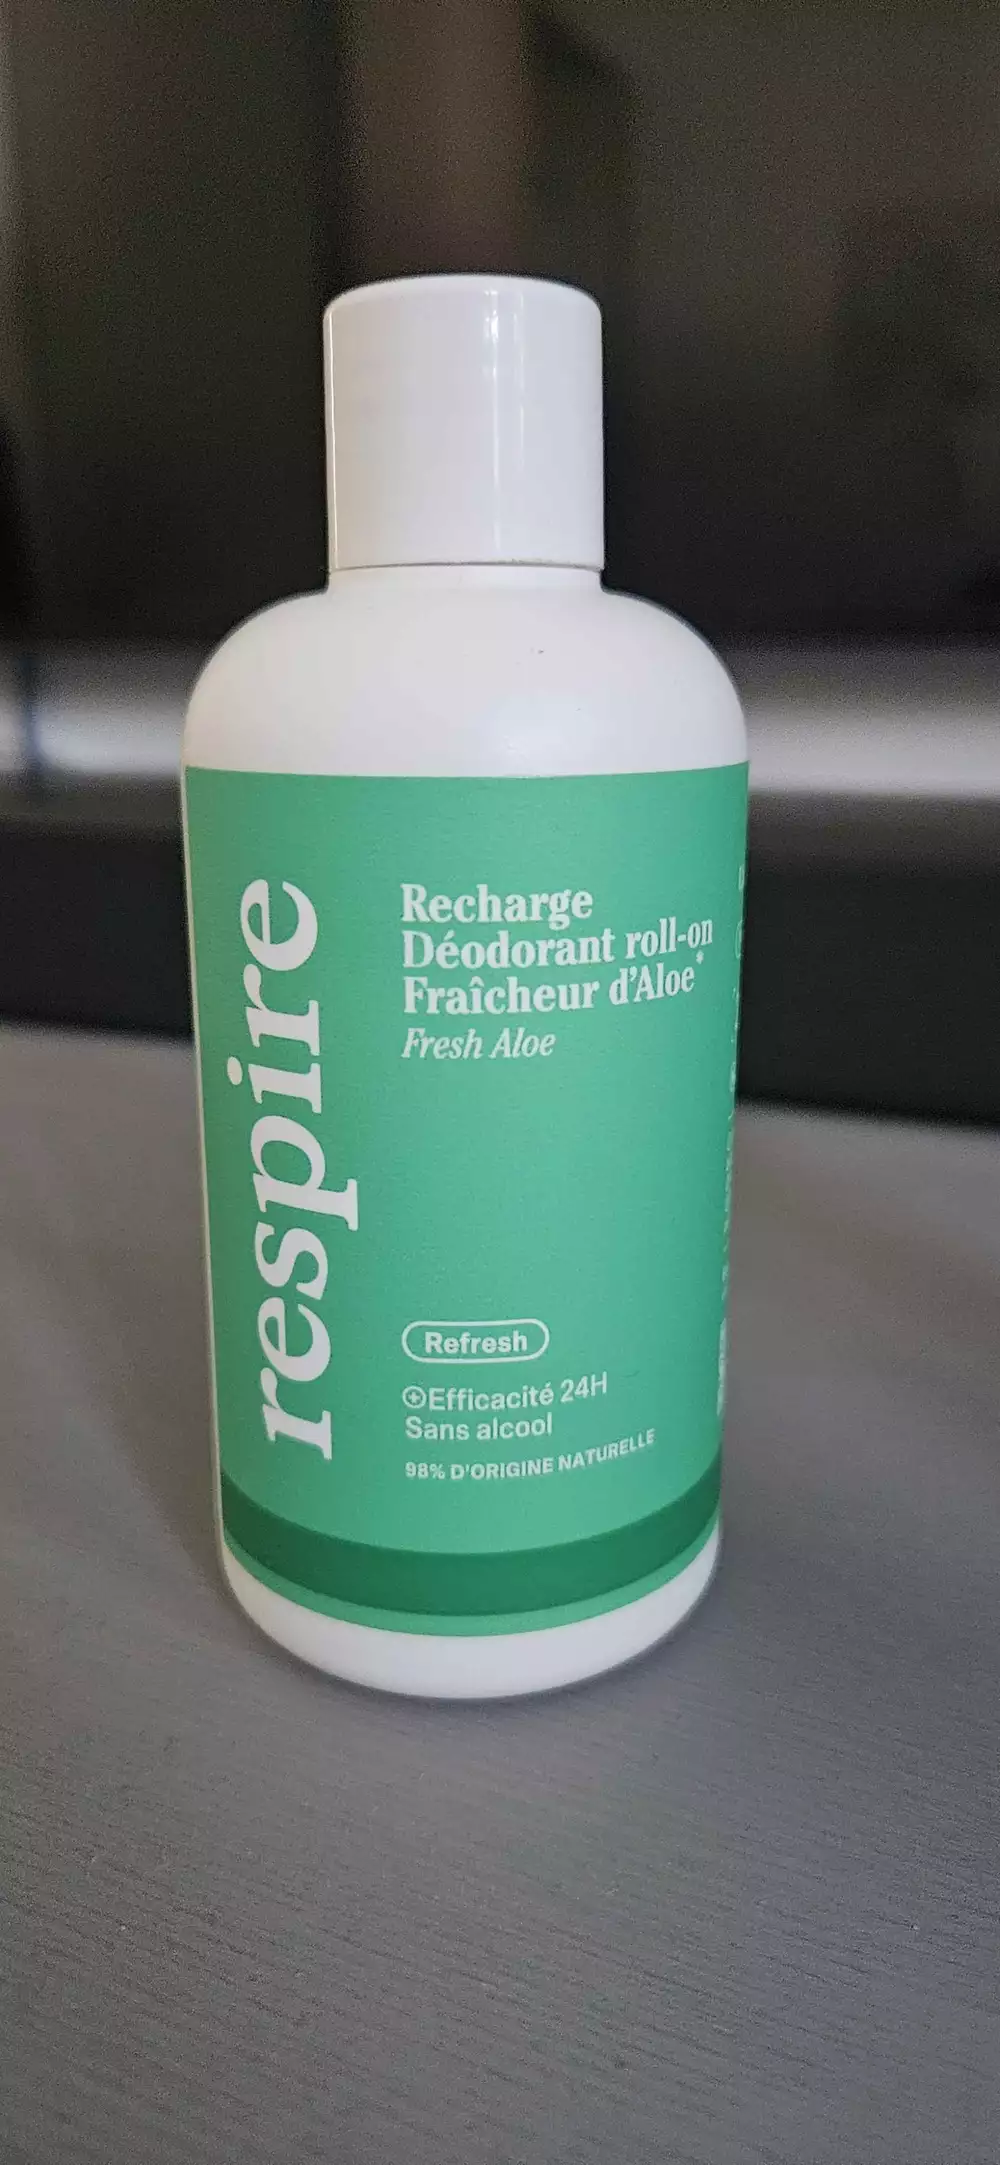 respire
Recharge
Déodorant roll-on
Fraîcheur d'Aloe*
Fresh Aloe
Refresh
Efficacité 24H
Sans alcool
98% D'ORIGINE NATURELLE